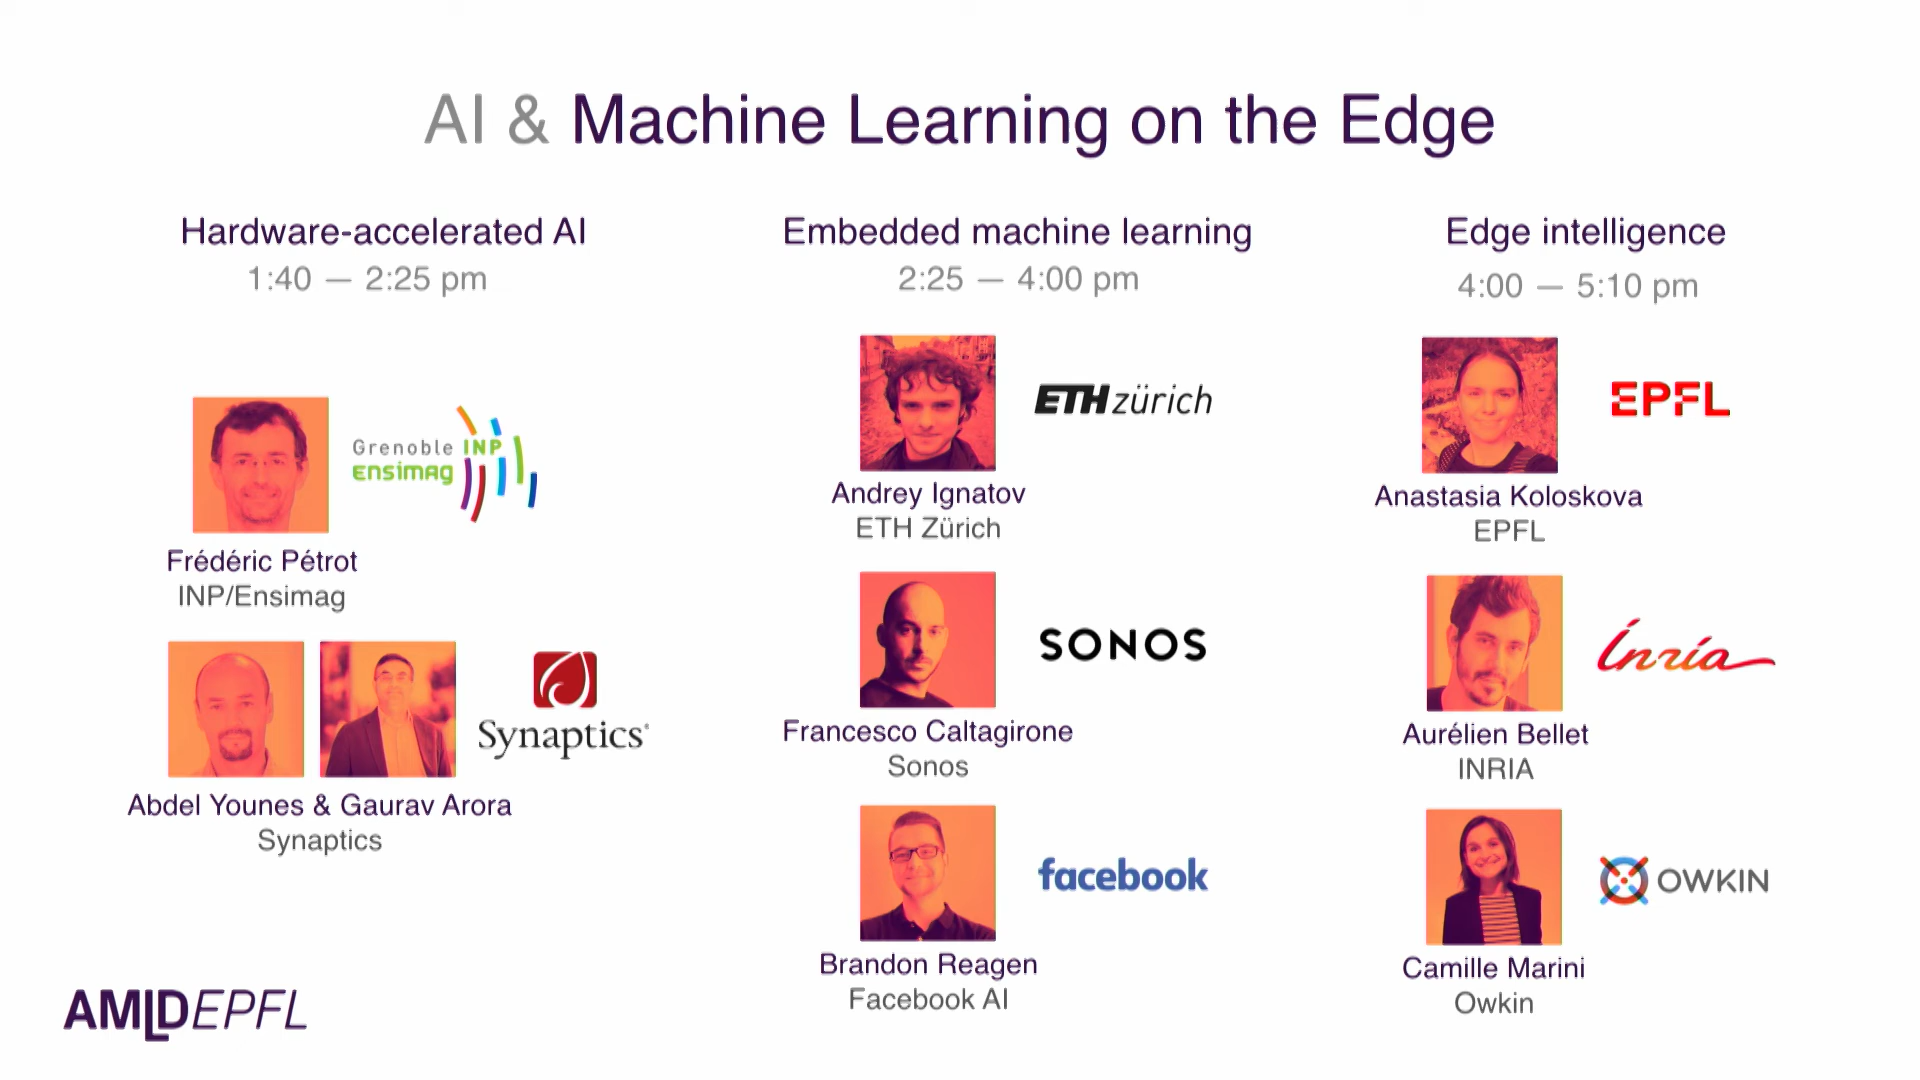 AI & Machine Learning on the Edge
Hardware-accelerated AI
1:40 — 2:25 pm
Grenoble INP
Ensimag
Frédéric Pétrot
INP/Ensimag
Synaptics
Abdel Younes & Gaurav Arora
Synaptics
Embedded machine learning
2:25 — 4:00 pm
ETH zürich
Andrey Ignatov
ETH Zürich
SONOS
Francesco Caltagirone
Sonos
facebook
Brandon Reagen
Facebook AI
Edge intelligence
4:00 — 5:10 pm
EPFL
Anastasia Koloskova
EPFL
Inria
Aurélien Bellet
INRIA
OWKIN
Camille Marini
Owkin
AMLDEPFL